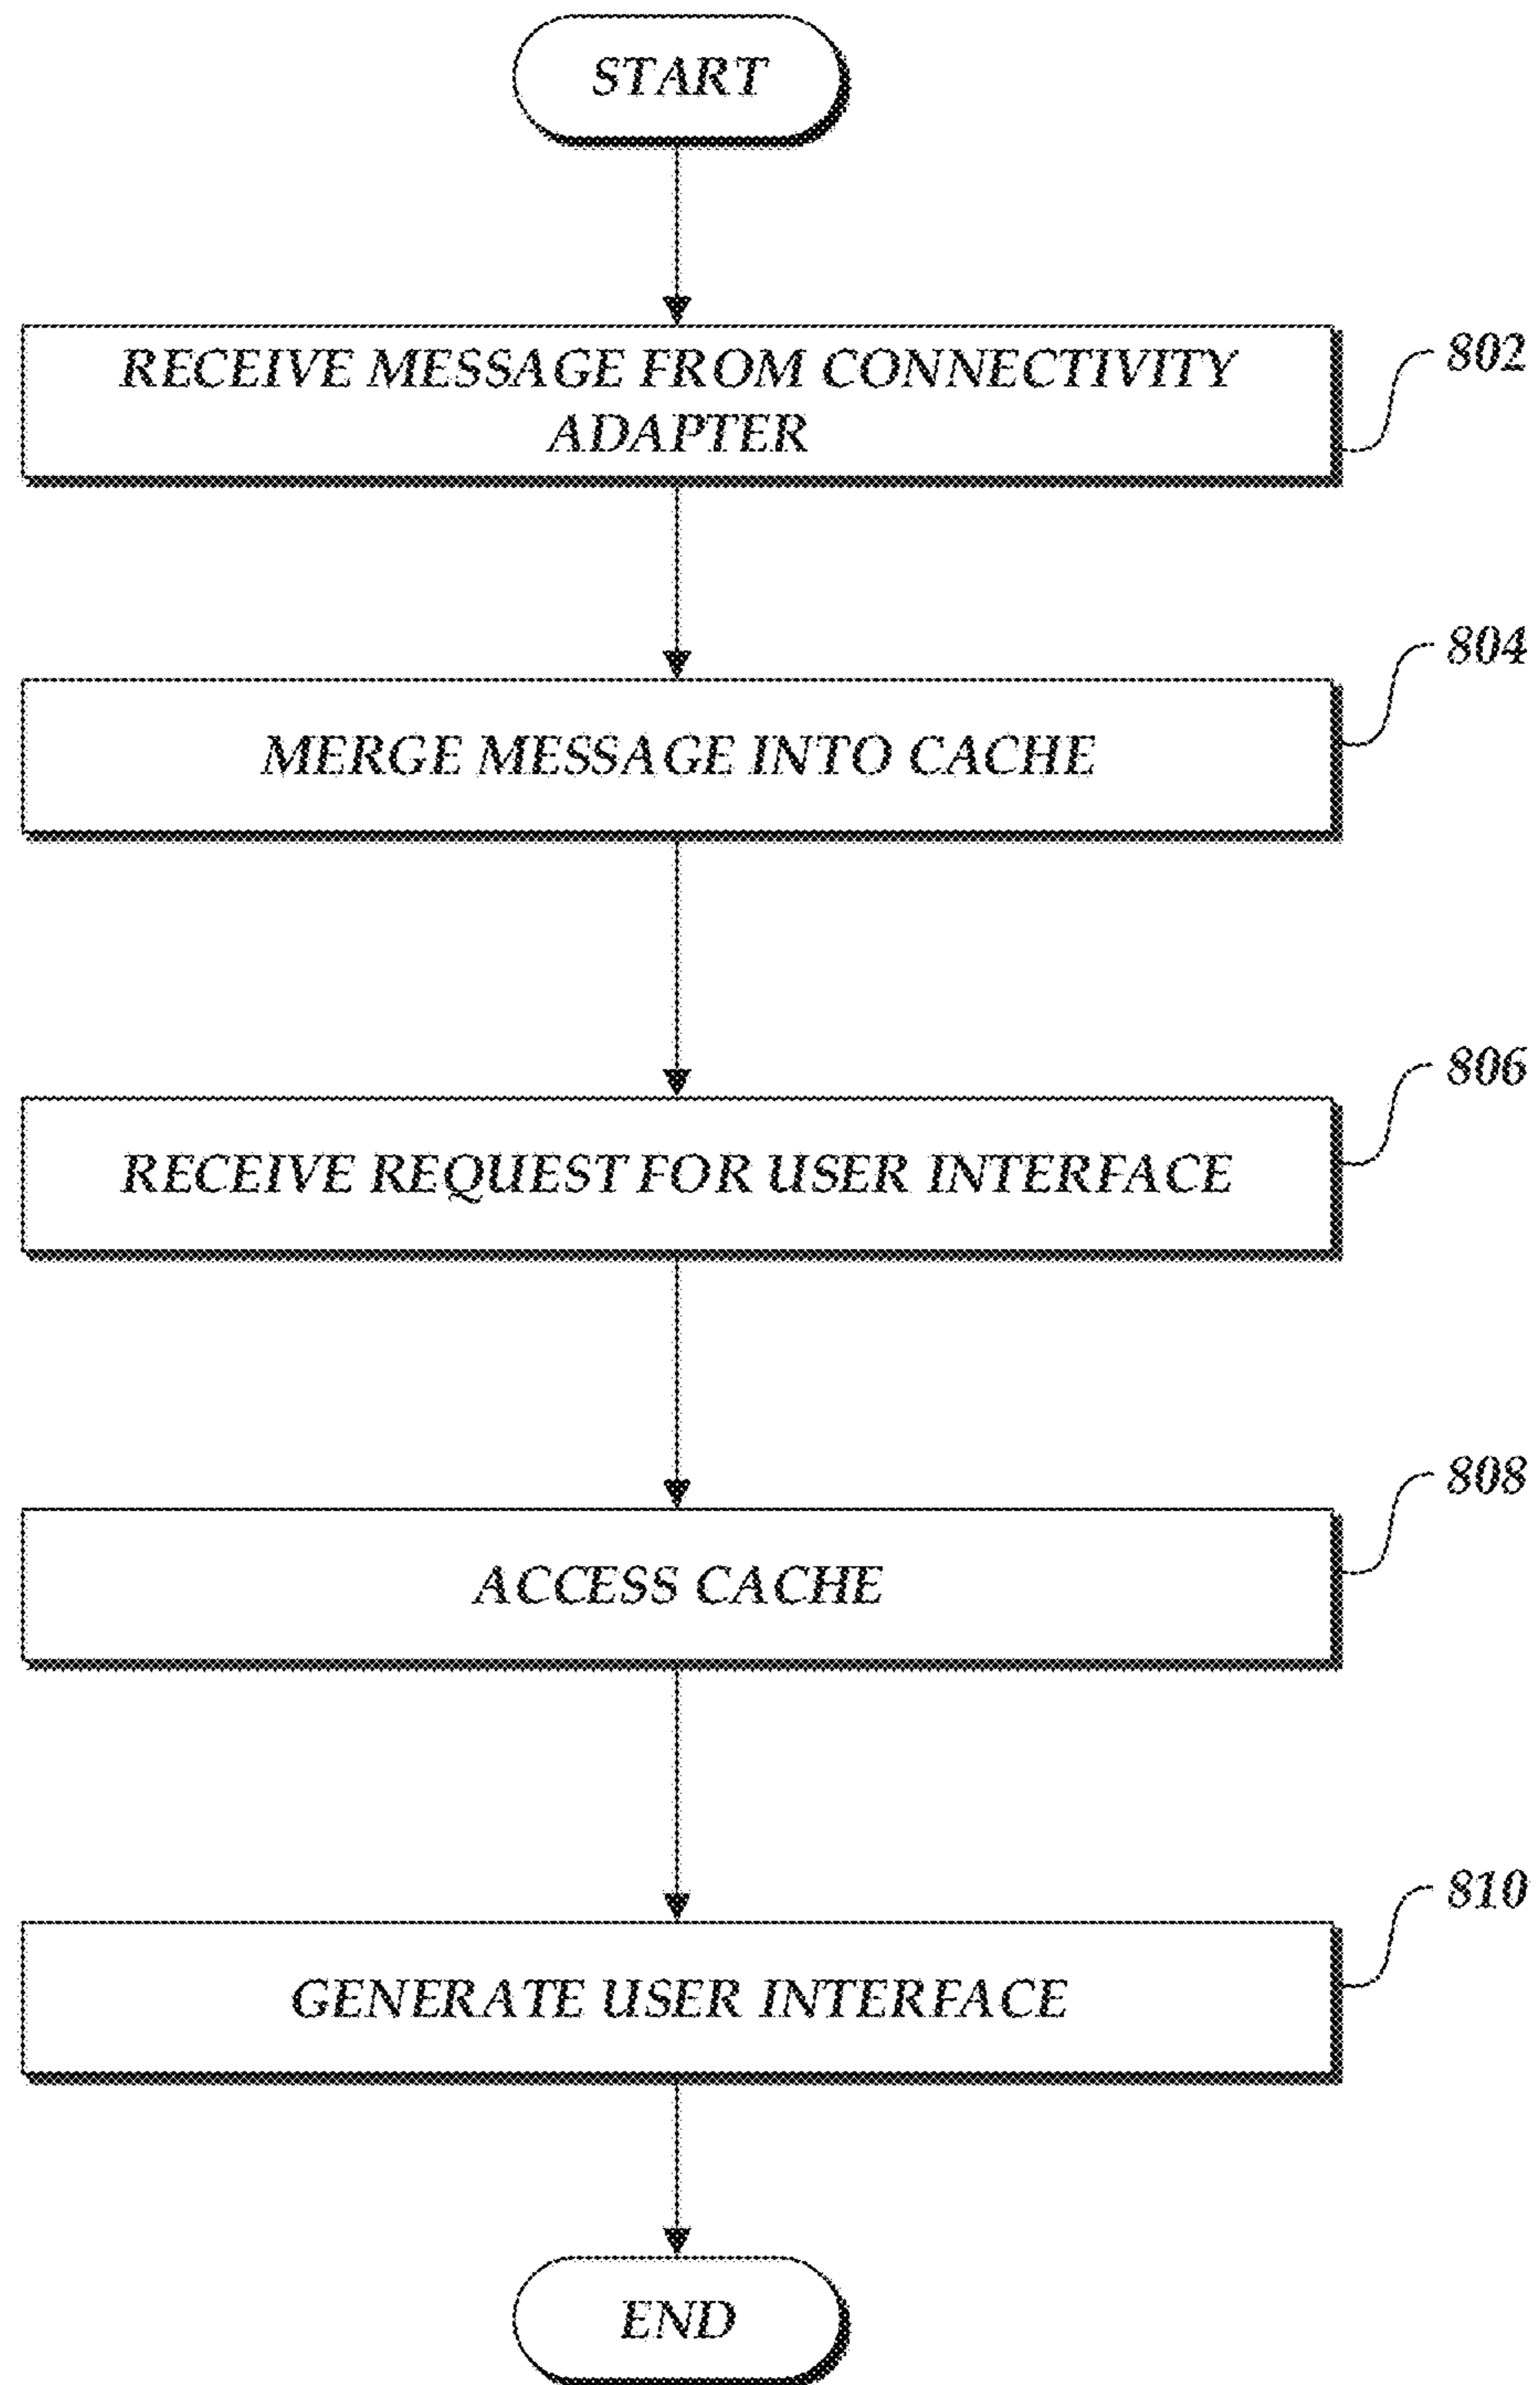 START
RECEIVE MESSAGE FROM CONNECTIVITY
ADAPTER
802
MERGE MESSAGE INTO CACHE
804
RECEIVE REQUEST FOR USER INTERFACE
806
ACCESS CACHE
808
GENERATE USER INTERFACE
810
END